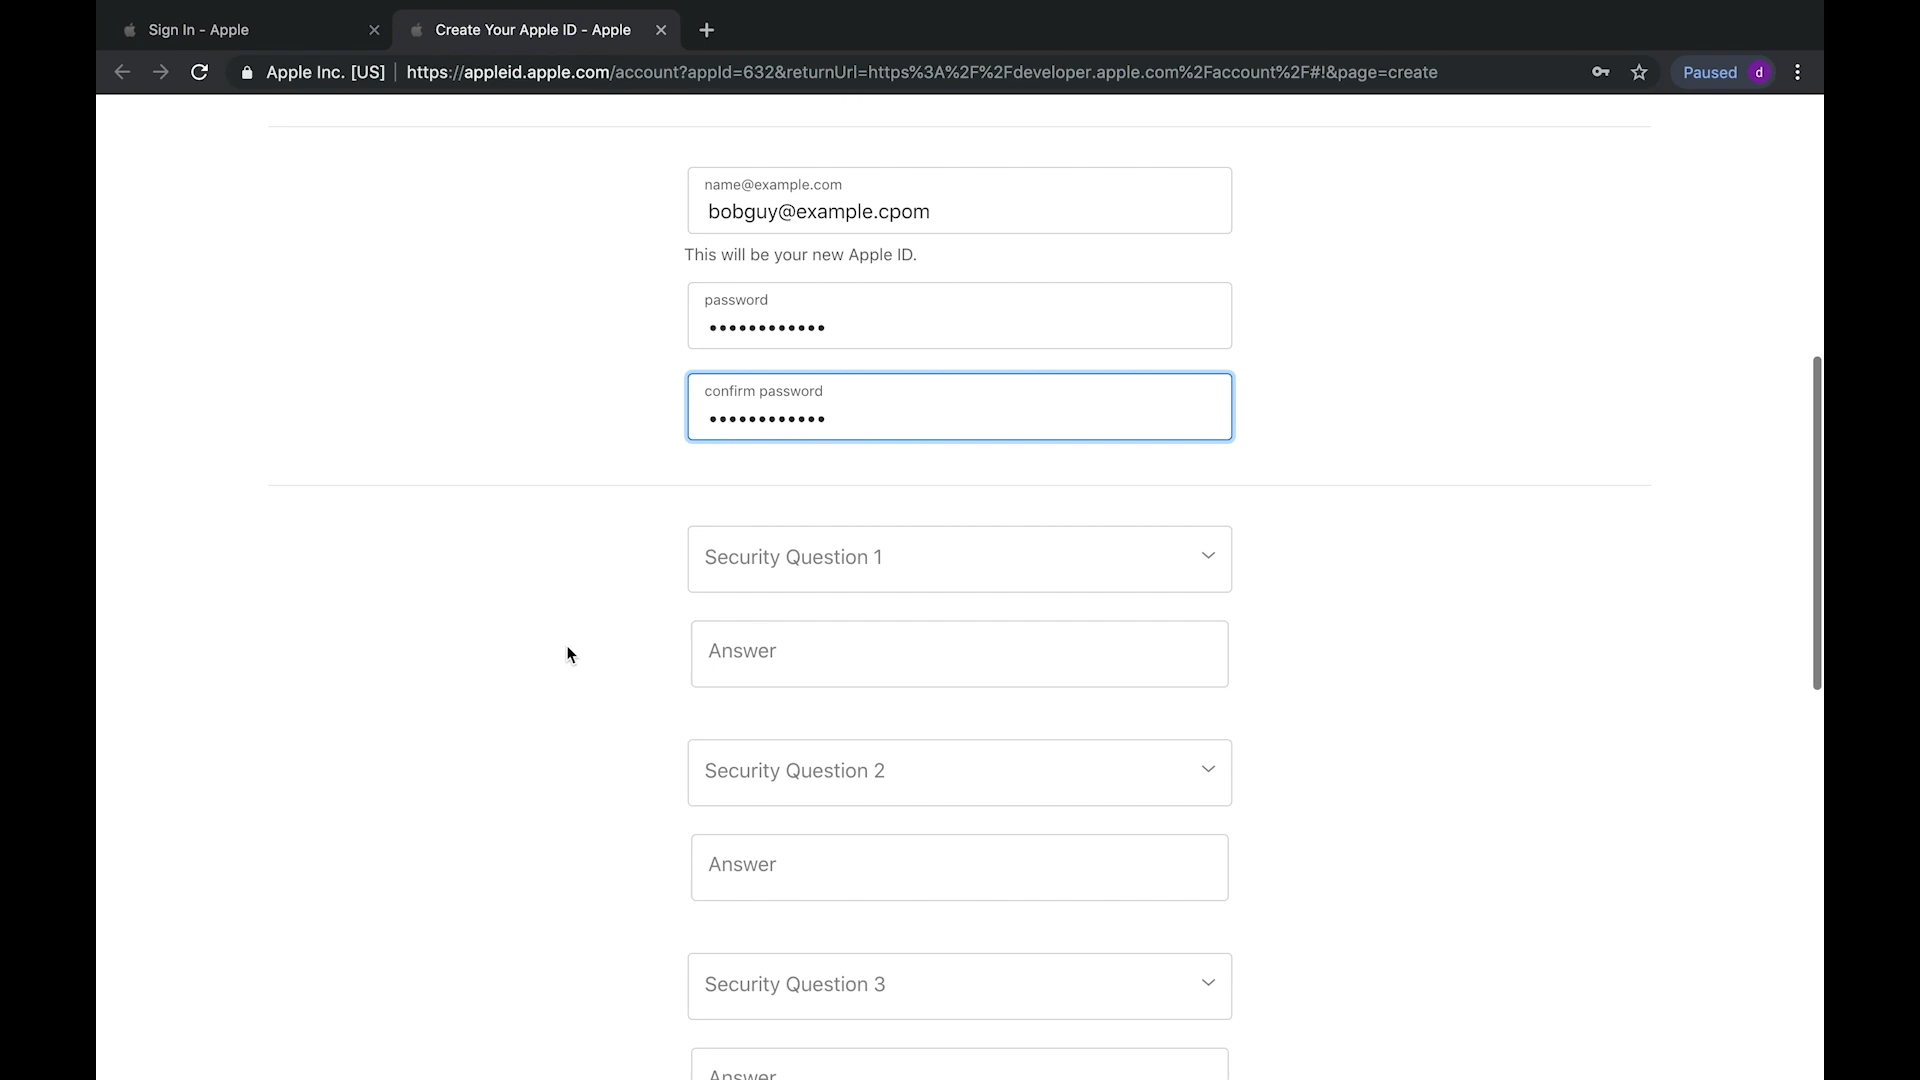 Sign In - Apple
Create Your Apple ID - Apple
Apple Inc. [US] | https://appleid.apple.com/account?appId=632&returnUrl=https%3A%2F%2Fdeveloper.apple.com%2Faccount%2F#!&page=create
Paused d
name@example.com
bobguy@example.cpom
This will be your new Apple ID.
password
••••••••••••
confirm password
••••••••••••
Security Question 1
Answer
Security Question 2
Answer
Security Question 3
Answer